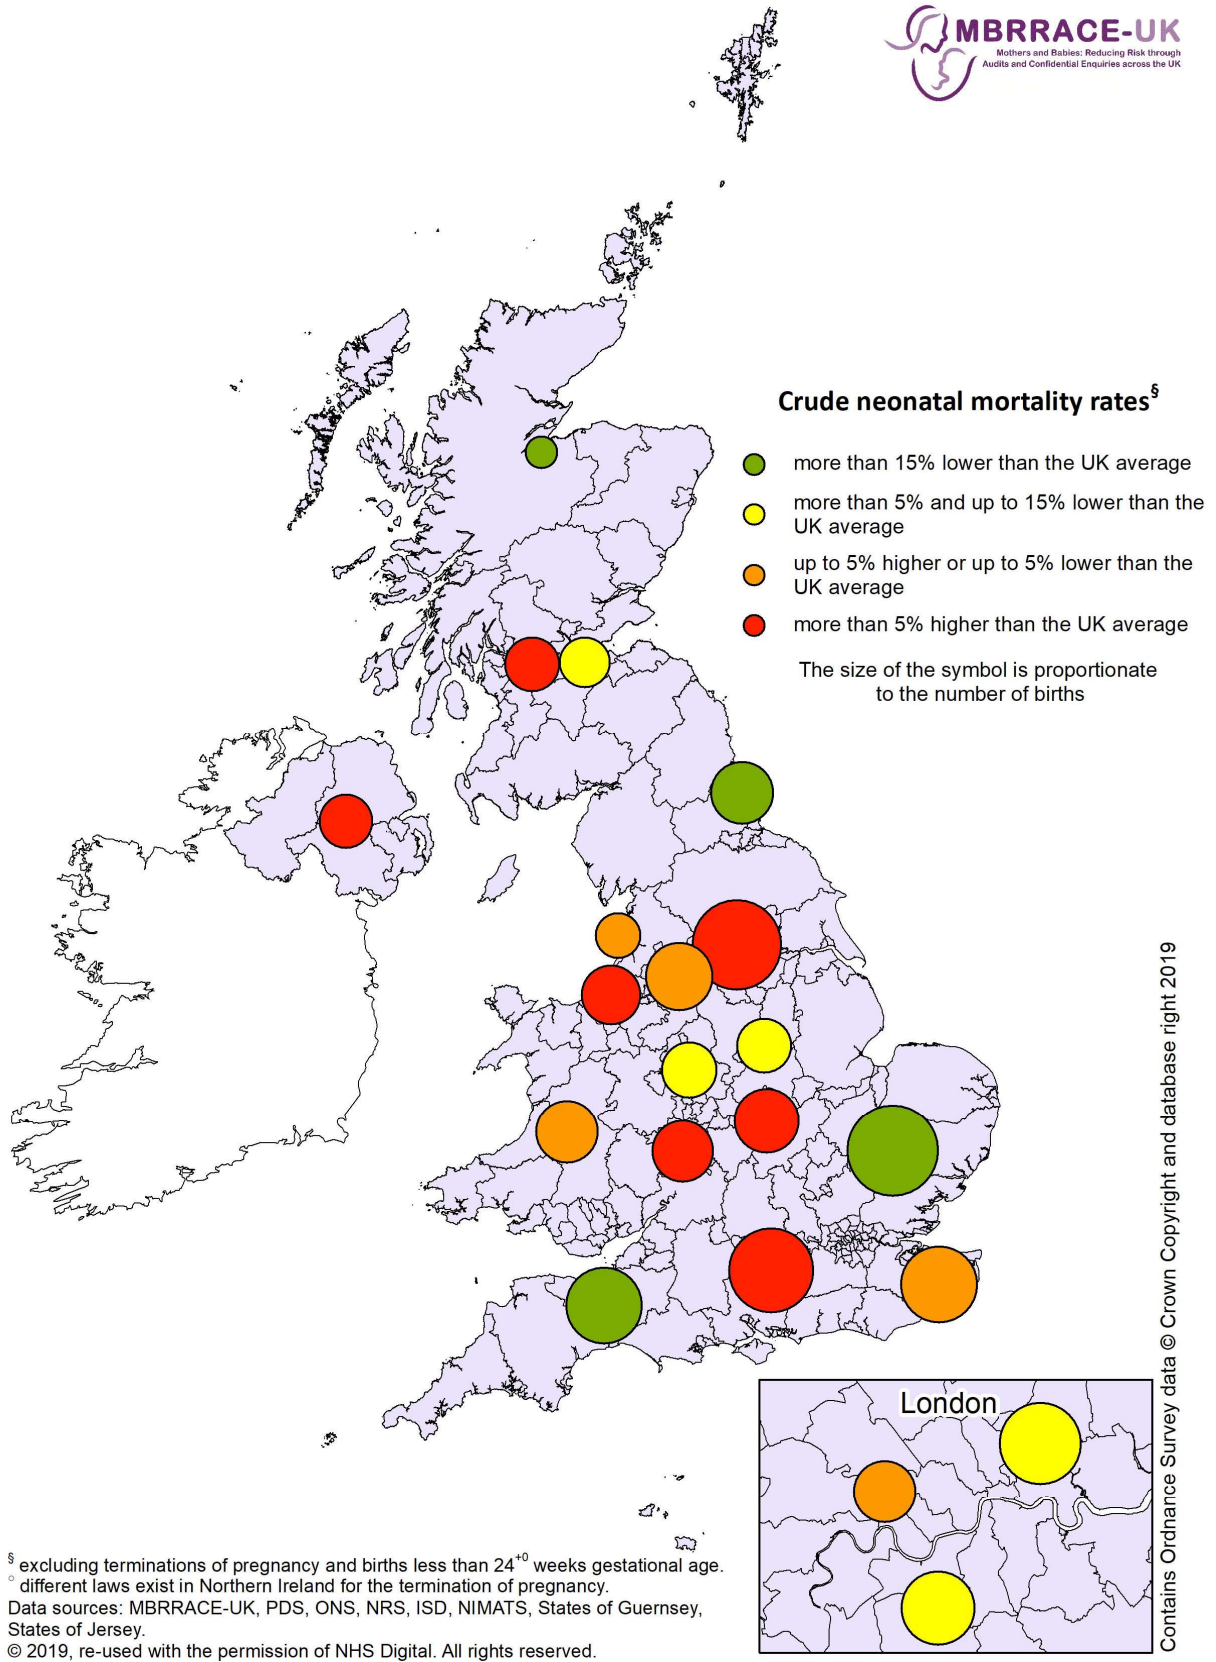 MBRRACE-UK
Mothers and Babies: Reducing Risk through
Audits and Confidential Enquiries across the UK
Crude neonatal mortality rates§
more than 15% lower than the UK average
more than 5% and up to 15% lower than the
UK average
up to 5% higher or up to 5% lower than the
UK average
more than 5% higher than the UK average
The size of the symbol is proportionate
to the number of births
London
Contains Ordnance Survey data © Crown Copyright and database right 2019
§ excluding terminations of pregnancy and births less than 24+0 weeks gestational age.
○ different laws exist in Northern Ireland for the termination of pregnancy.
Data sources: MBRRACE-UK, PDS, ONS, NRS, ISD, NIMATS, States of Guernsey,
States of Jersey.
© 2019, re-used with the permission of NHS Digital. All rights reserved.